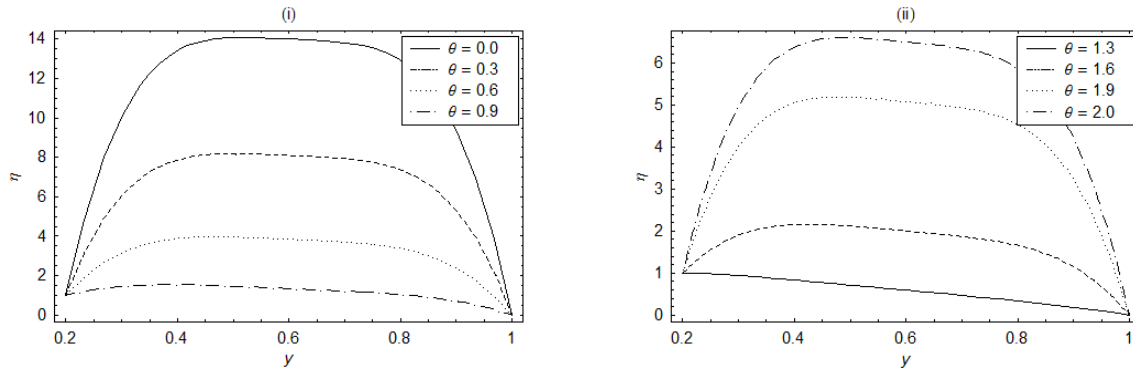 (i)
14
12
10
8
6
4
2
0
η
0.2 0.4 0.6 0.8 1
y
θ = 0.0
θ = 0.3
θ = 0.6
θ = 0.9
(ii)
6
5
4
3
2
1
0
η
0.2 0.4 0.6 0.8 1
y
θ = 1.3
θ = 1.6
θ = 1.9
θ = 2.0